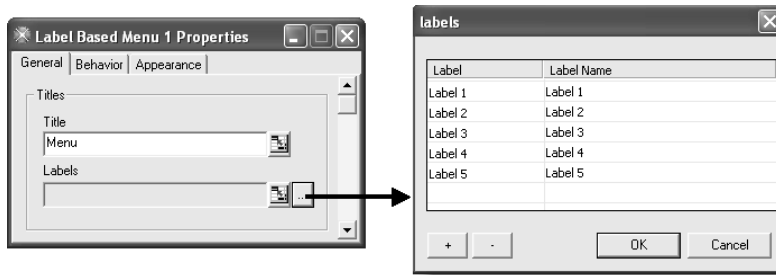 Label Based Menu 1 Properties
General Behavior Appearance
Titles
Title
Menu
Labels
...
labels
Label Label Name
Label 1 Label 1
Label 2 Label 2
Label 3 Label 3
Label 4 Label 4
Label 5 Label 5
+ - OK Cancel